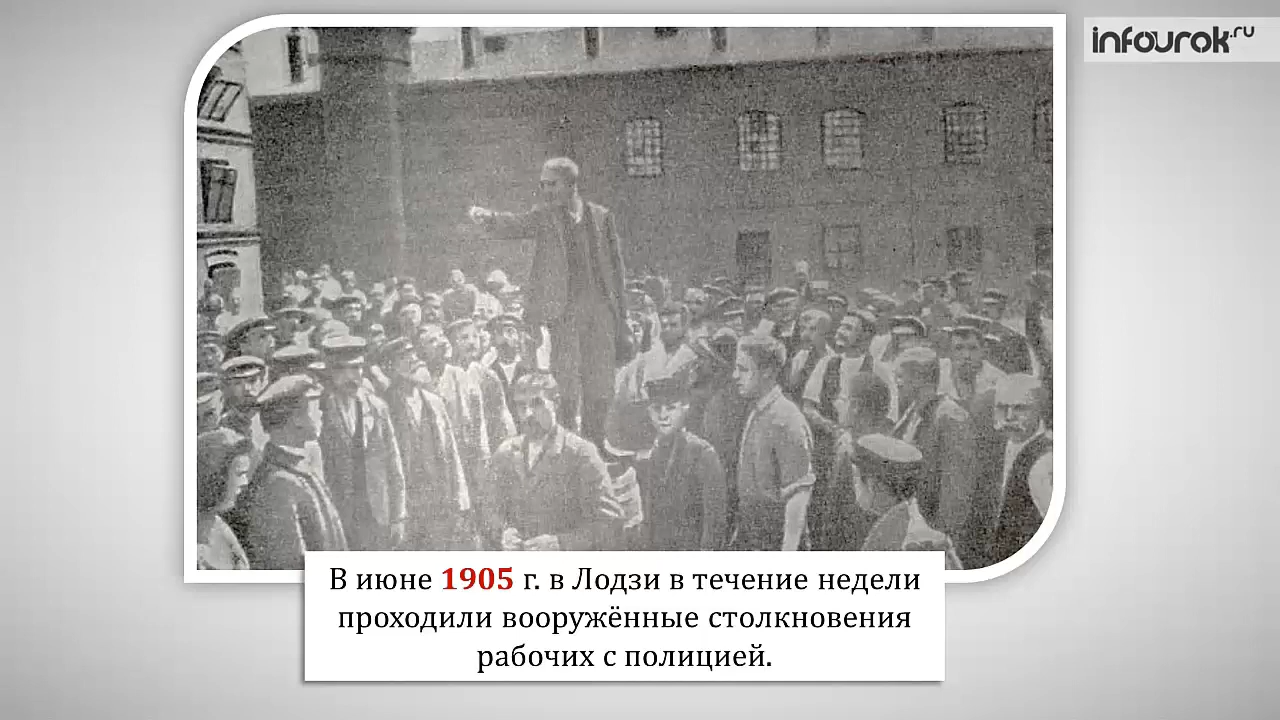 infourok.ru
В июне 1905 г. в Лодзи в течение недели
проходили вооружённые столкновения
рабочих с полицией.